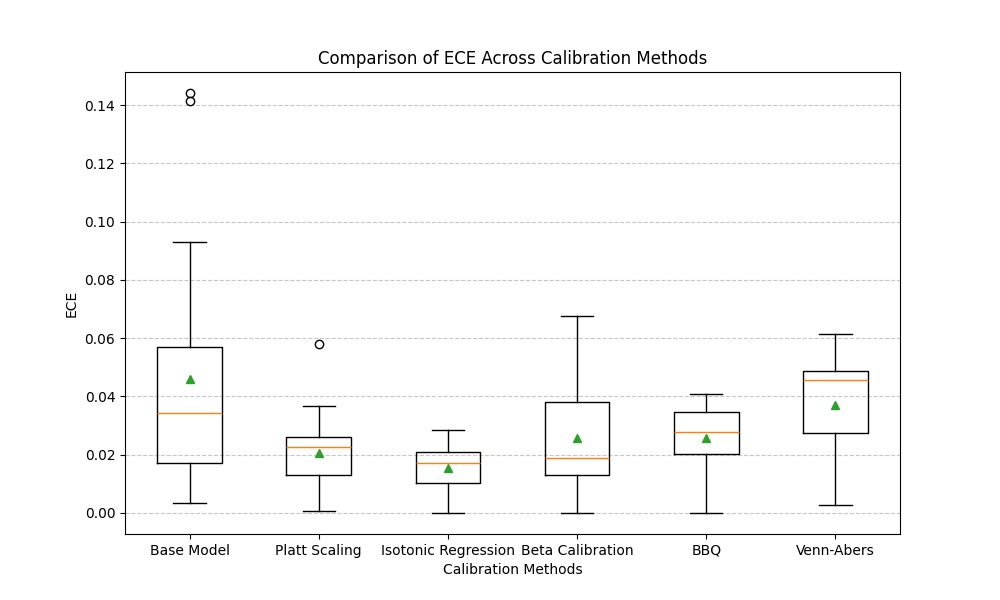 Comparison of ECE Across Calibration Methods
ECE
0.14
0.12
0.10
0.08
0.06
0.04
0.02
0.00
Base Model
Platt Scaling
Isotonic Regression
Beta Calibration
BBQ
Venn-Abers
Calibration Methods